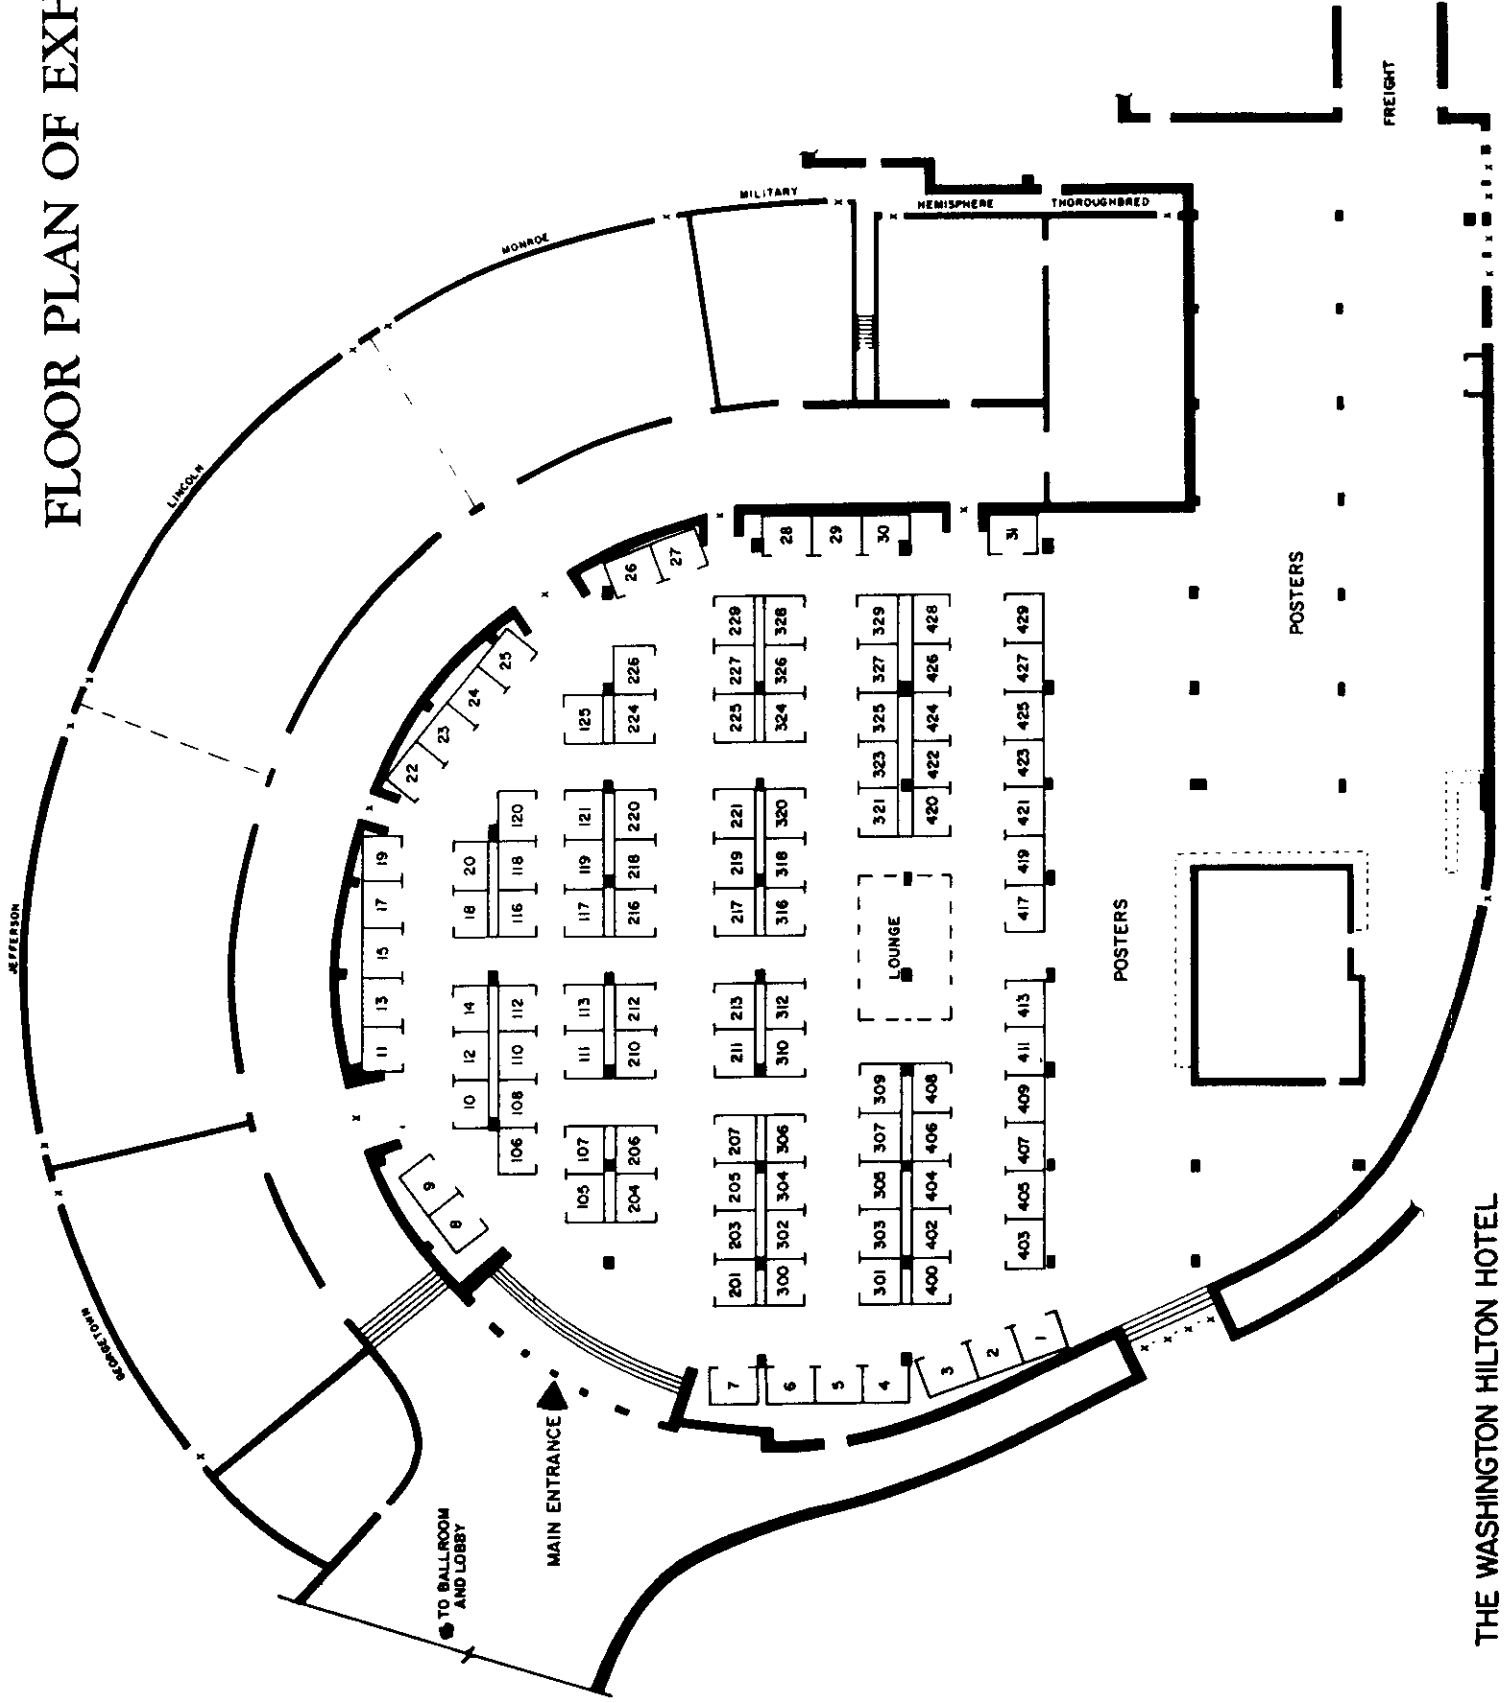 FLOOR PLAN OF EXH
JEFFERSON
GEORGETOWN
LINCOLN
MONROE
MILITARY
HEMISPHERE
THOROUGHBRED
FREIGHT
11 13 15 17 19
22 23 24 25
26 27
28 29 30
31
9
8
10 12 14 18 20
106 108 110 112 116 118 120
105 107 111 113 117 119 121 125
204 206 210 212 216 218 220 224 226
201 203 205 207 211 213 217 219 221 225 227 229
300 302 304 306 310 312 316 318 320 324 326 328
301 303 305 307 309 321 323 325 327 329
LOUNGE
400 402 404 406 408 420 422 424 426 428
403 405 407 409 411 413 417 419 421 423 425 427 429
7 6 5 4
3 2 1
TO BALLROOM
AND LOBBY
MAIN ENTRANCE
POSTERS
POSTERS
THE WASHINGTON HILTON HOTEL